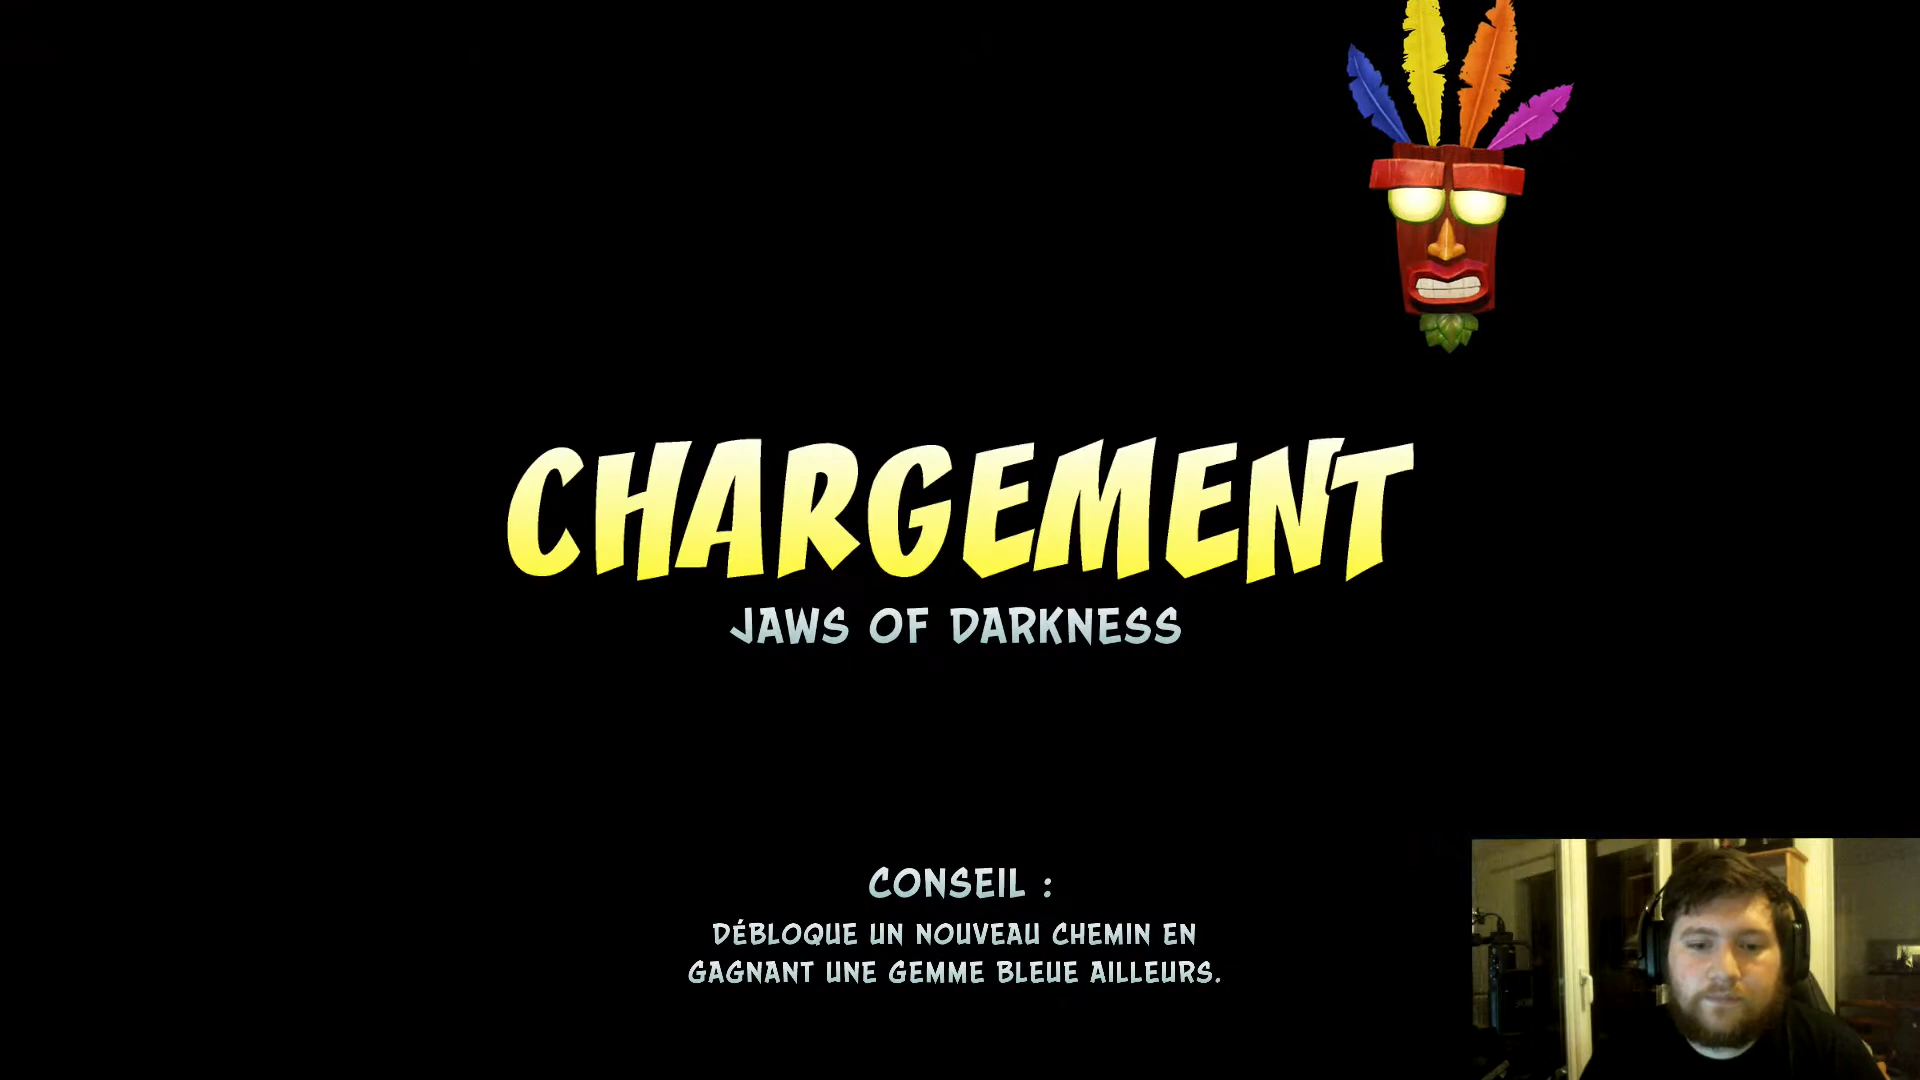 CHARGEMENT
JAWS OF DARKNESS
CONSEIL :
DÉBLOQUE UN NOUVEAU CHEMIN EN
GAGNANT UNE GEMME BLEUE AILLEURS.